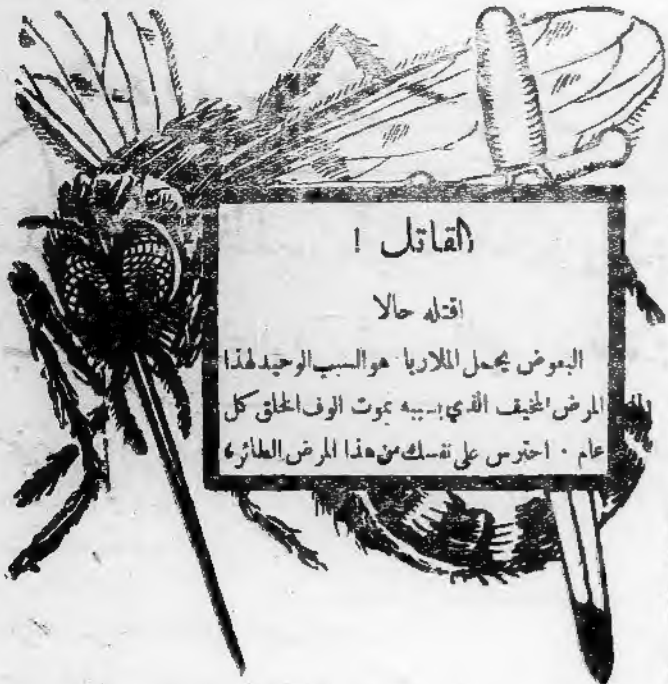 القاتل !
اقتله حالا
البعوض يحمل الملاريا . هو السبب الوحيد لهذا
المرض المخيف الذي بسببه يموت الوف الخلق كل
عام . احترس على نفسك من هذا المرض الطائر،